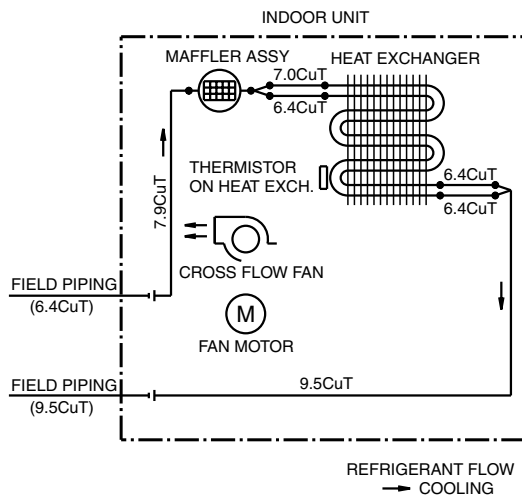 INDOOR UNIT
MAFFLER ASSY
HEAT EXCHANGER
7.0CuT
6.4CuT
THERMISTOR
ON HEAT EXCH.
7.9CuT
6.4CuT
6.4CuT
CROSS FLOW FAN
FIELD PIPING
(6.4CuT)
M
FAN MOTOR
FIELD PIPING
(9.5CuT)
9.5CuT
REFRIGERANT FLOW
COOLING